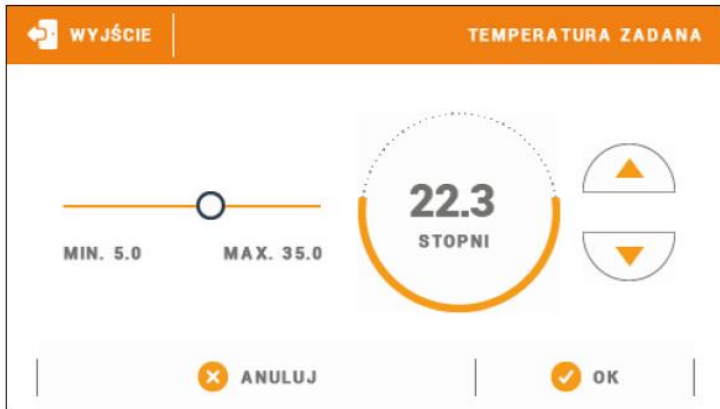 WYJŚCIE
TEMPERATURA ZADANA
22.3
STOPNI
MIN. 5.0
MAX. 35.0
ANULUJ
OK